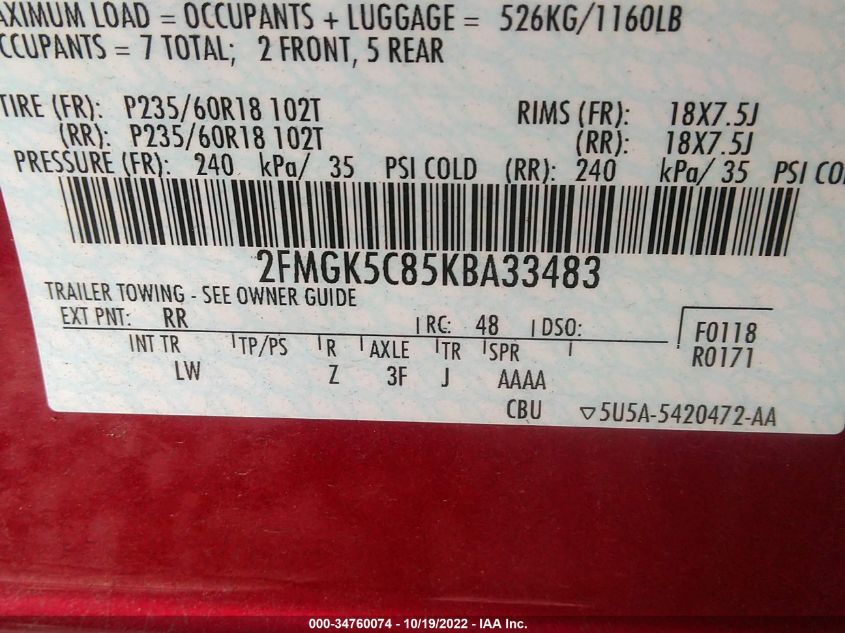 AXIMUM LOAD = OCCUPANTS + LUGGAGE = 526KG/1160LB
CCUPANTS = 7 TOTAL; 2 FRONT, 5 REAR
TIRE (FR): P235/60R18 102T RIMS (FR): 18X7.5J
(RR): P235/60R18 102T (RR): 18X7.5J
PRESSURE (FR): 240 kPa/ 35 PSI COLD (RR): 240 kPa/ 35 PSI COL
2FMGK5C85KBA33483
TRAILER TOWING - SEE OWNER GUIDE
EXT PNT: RR RC: 48 DSO: F0118
INT TR TP/PS R AXLE TR SPR R0171
LW Z 3F J AAAA
CBU ▽5U5A-5420472-AA
000-34760074 - 10/19/2022 - IAA Inc.